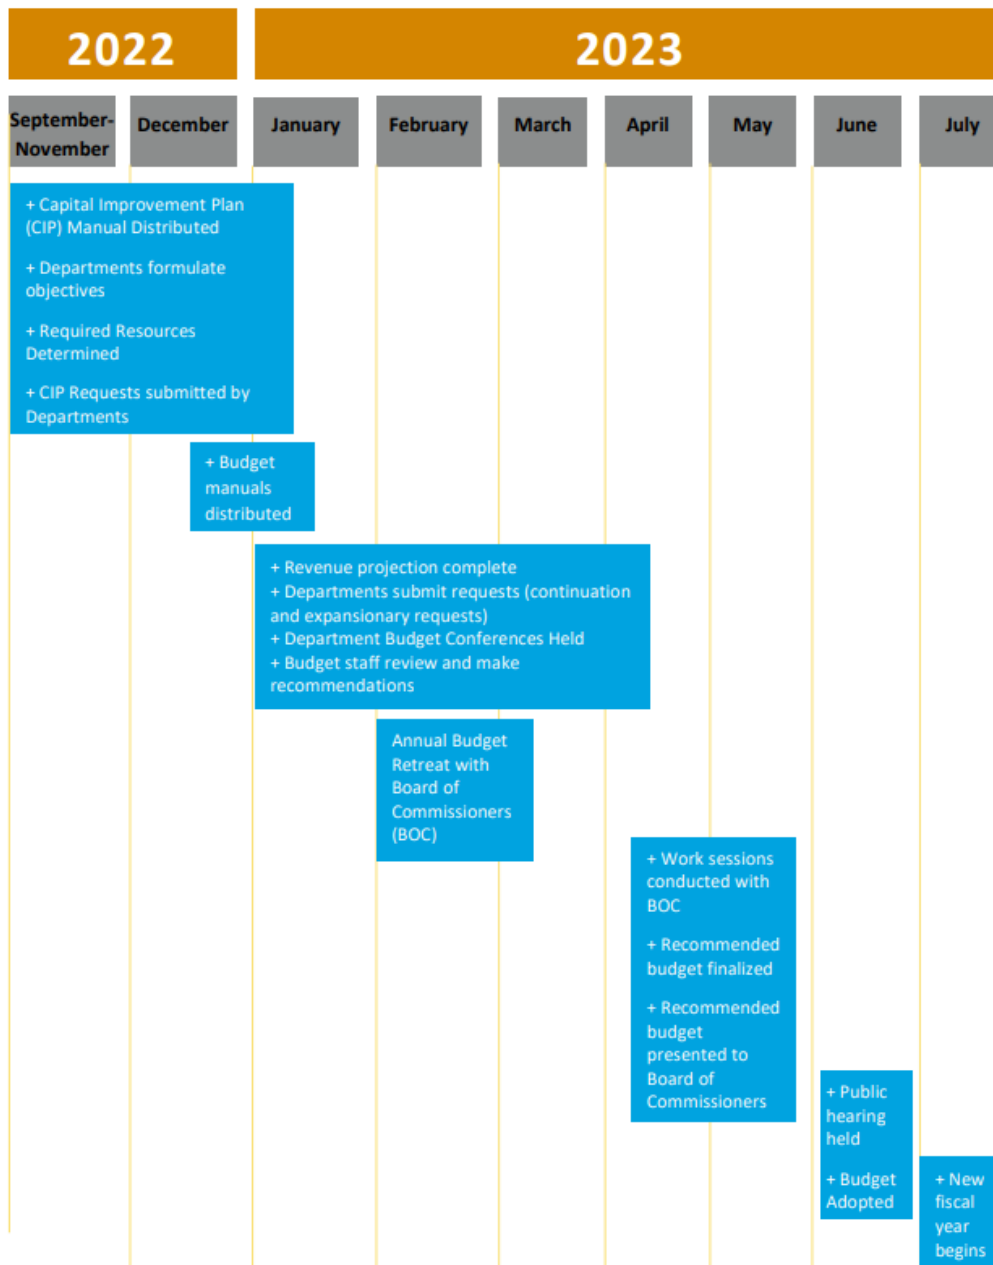 2022
2023
September-
November
December
January
February
March
April
May
June
July
+ Capital Improvement Plan
(CIP) Manual Distributed
+ Departments formulate
objectives
+ Required Resources
Determined
+ CIP Requests submitted by
Departments
+ Budget
manuals
distributed
+ Revenue projection complete
+ Departments submit requests (continuation
and expansionary requests)
+ Department Budget Conferences Held
+ Budget staff review and make
recommendations
Annual Budget
Retreat with
Board of
Commissioners
(BOC)
+ Work sessions
conducted with
BOC
+ Recommended
budget finalized
+ Recommended
budget
presented to
Board of
Commissioners
+ Public
hearing
held
+ Budget
Adopted
+ New
fiscal
year
begins